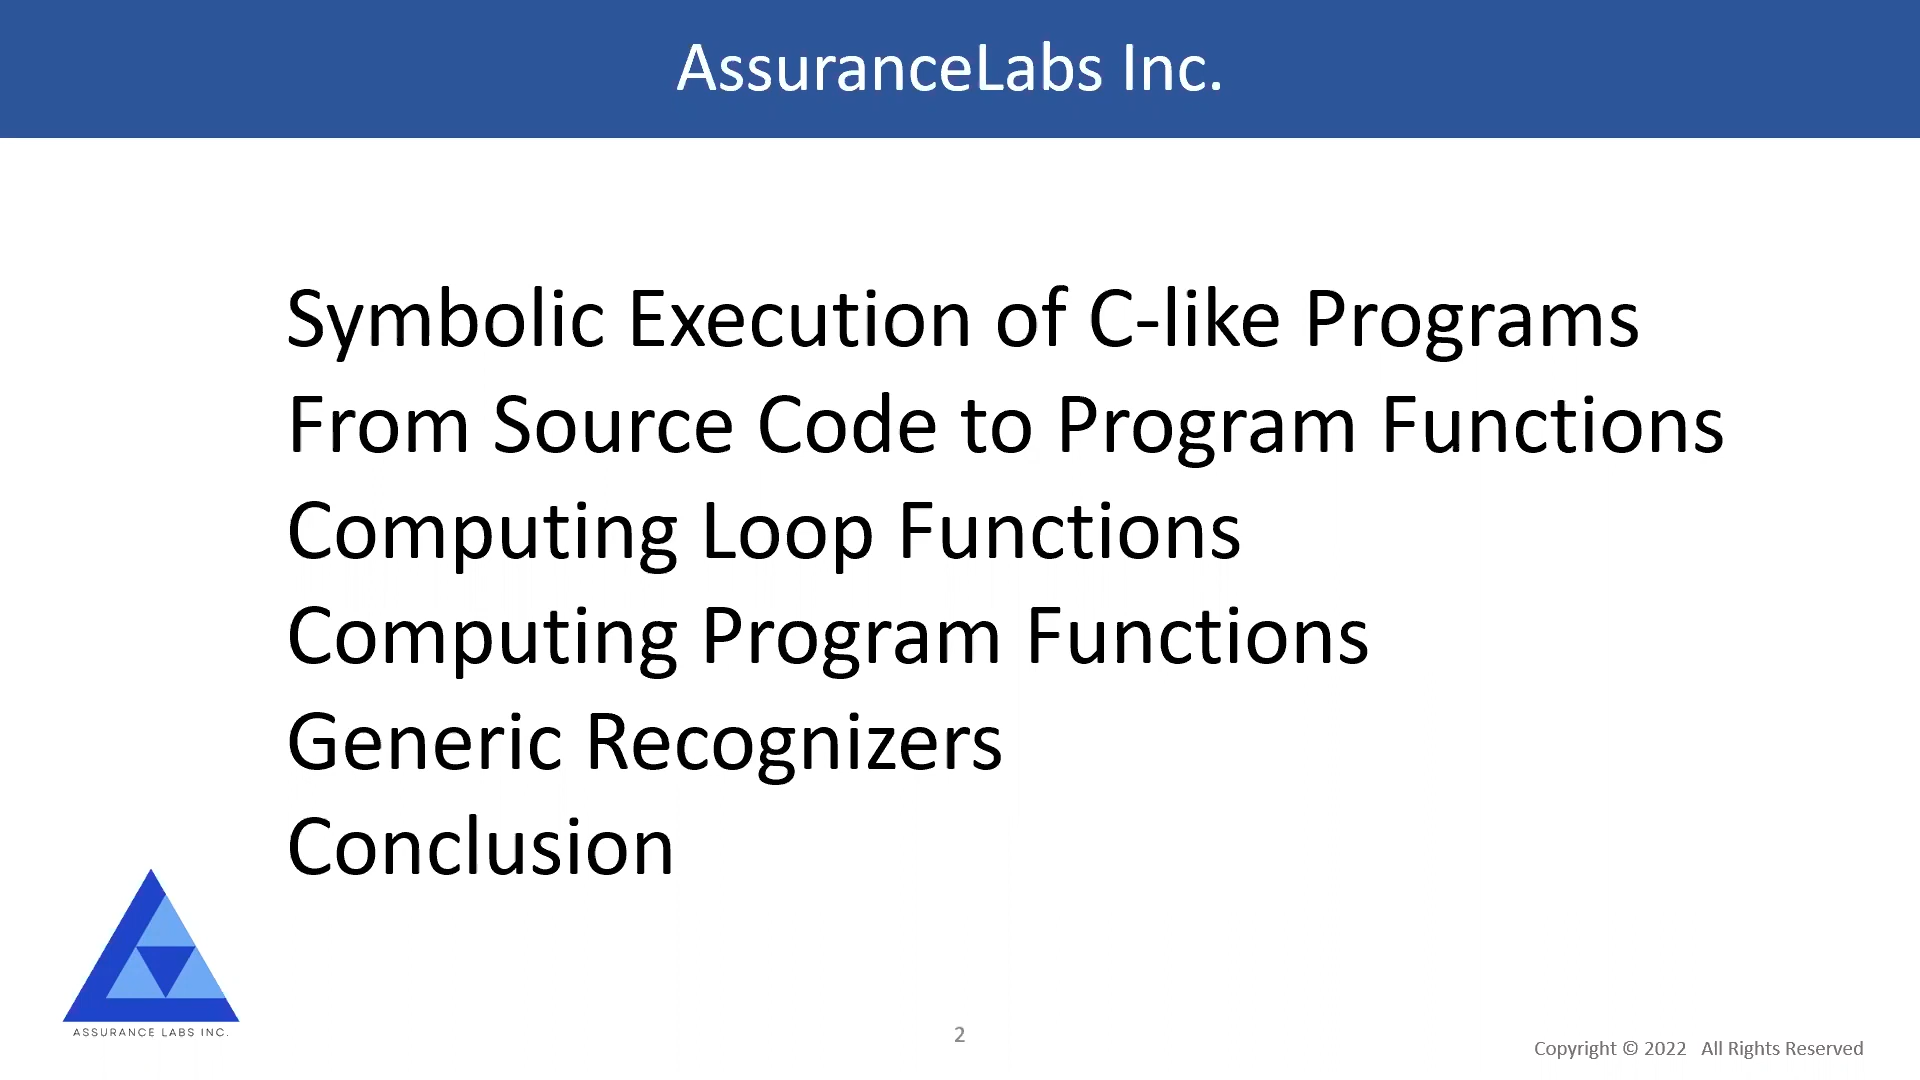 AssuranceLabs Inc.
Symbolic Execution of C-like Programs
From Source Code to Program Functions
Computing Loop Functions
Computing Program Functions
Generic Recognizers
Conclusion
ASSURANCE LABS INC.
2
Copyright © 2022 All Rights Reserved